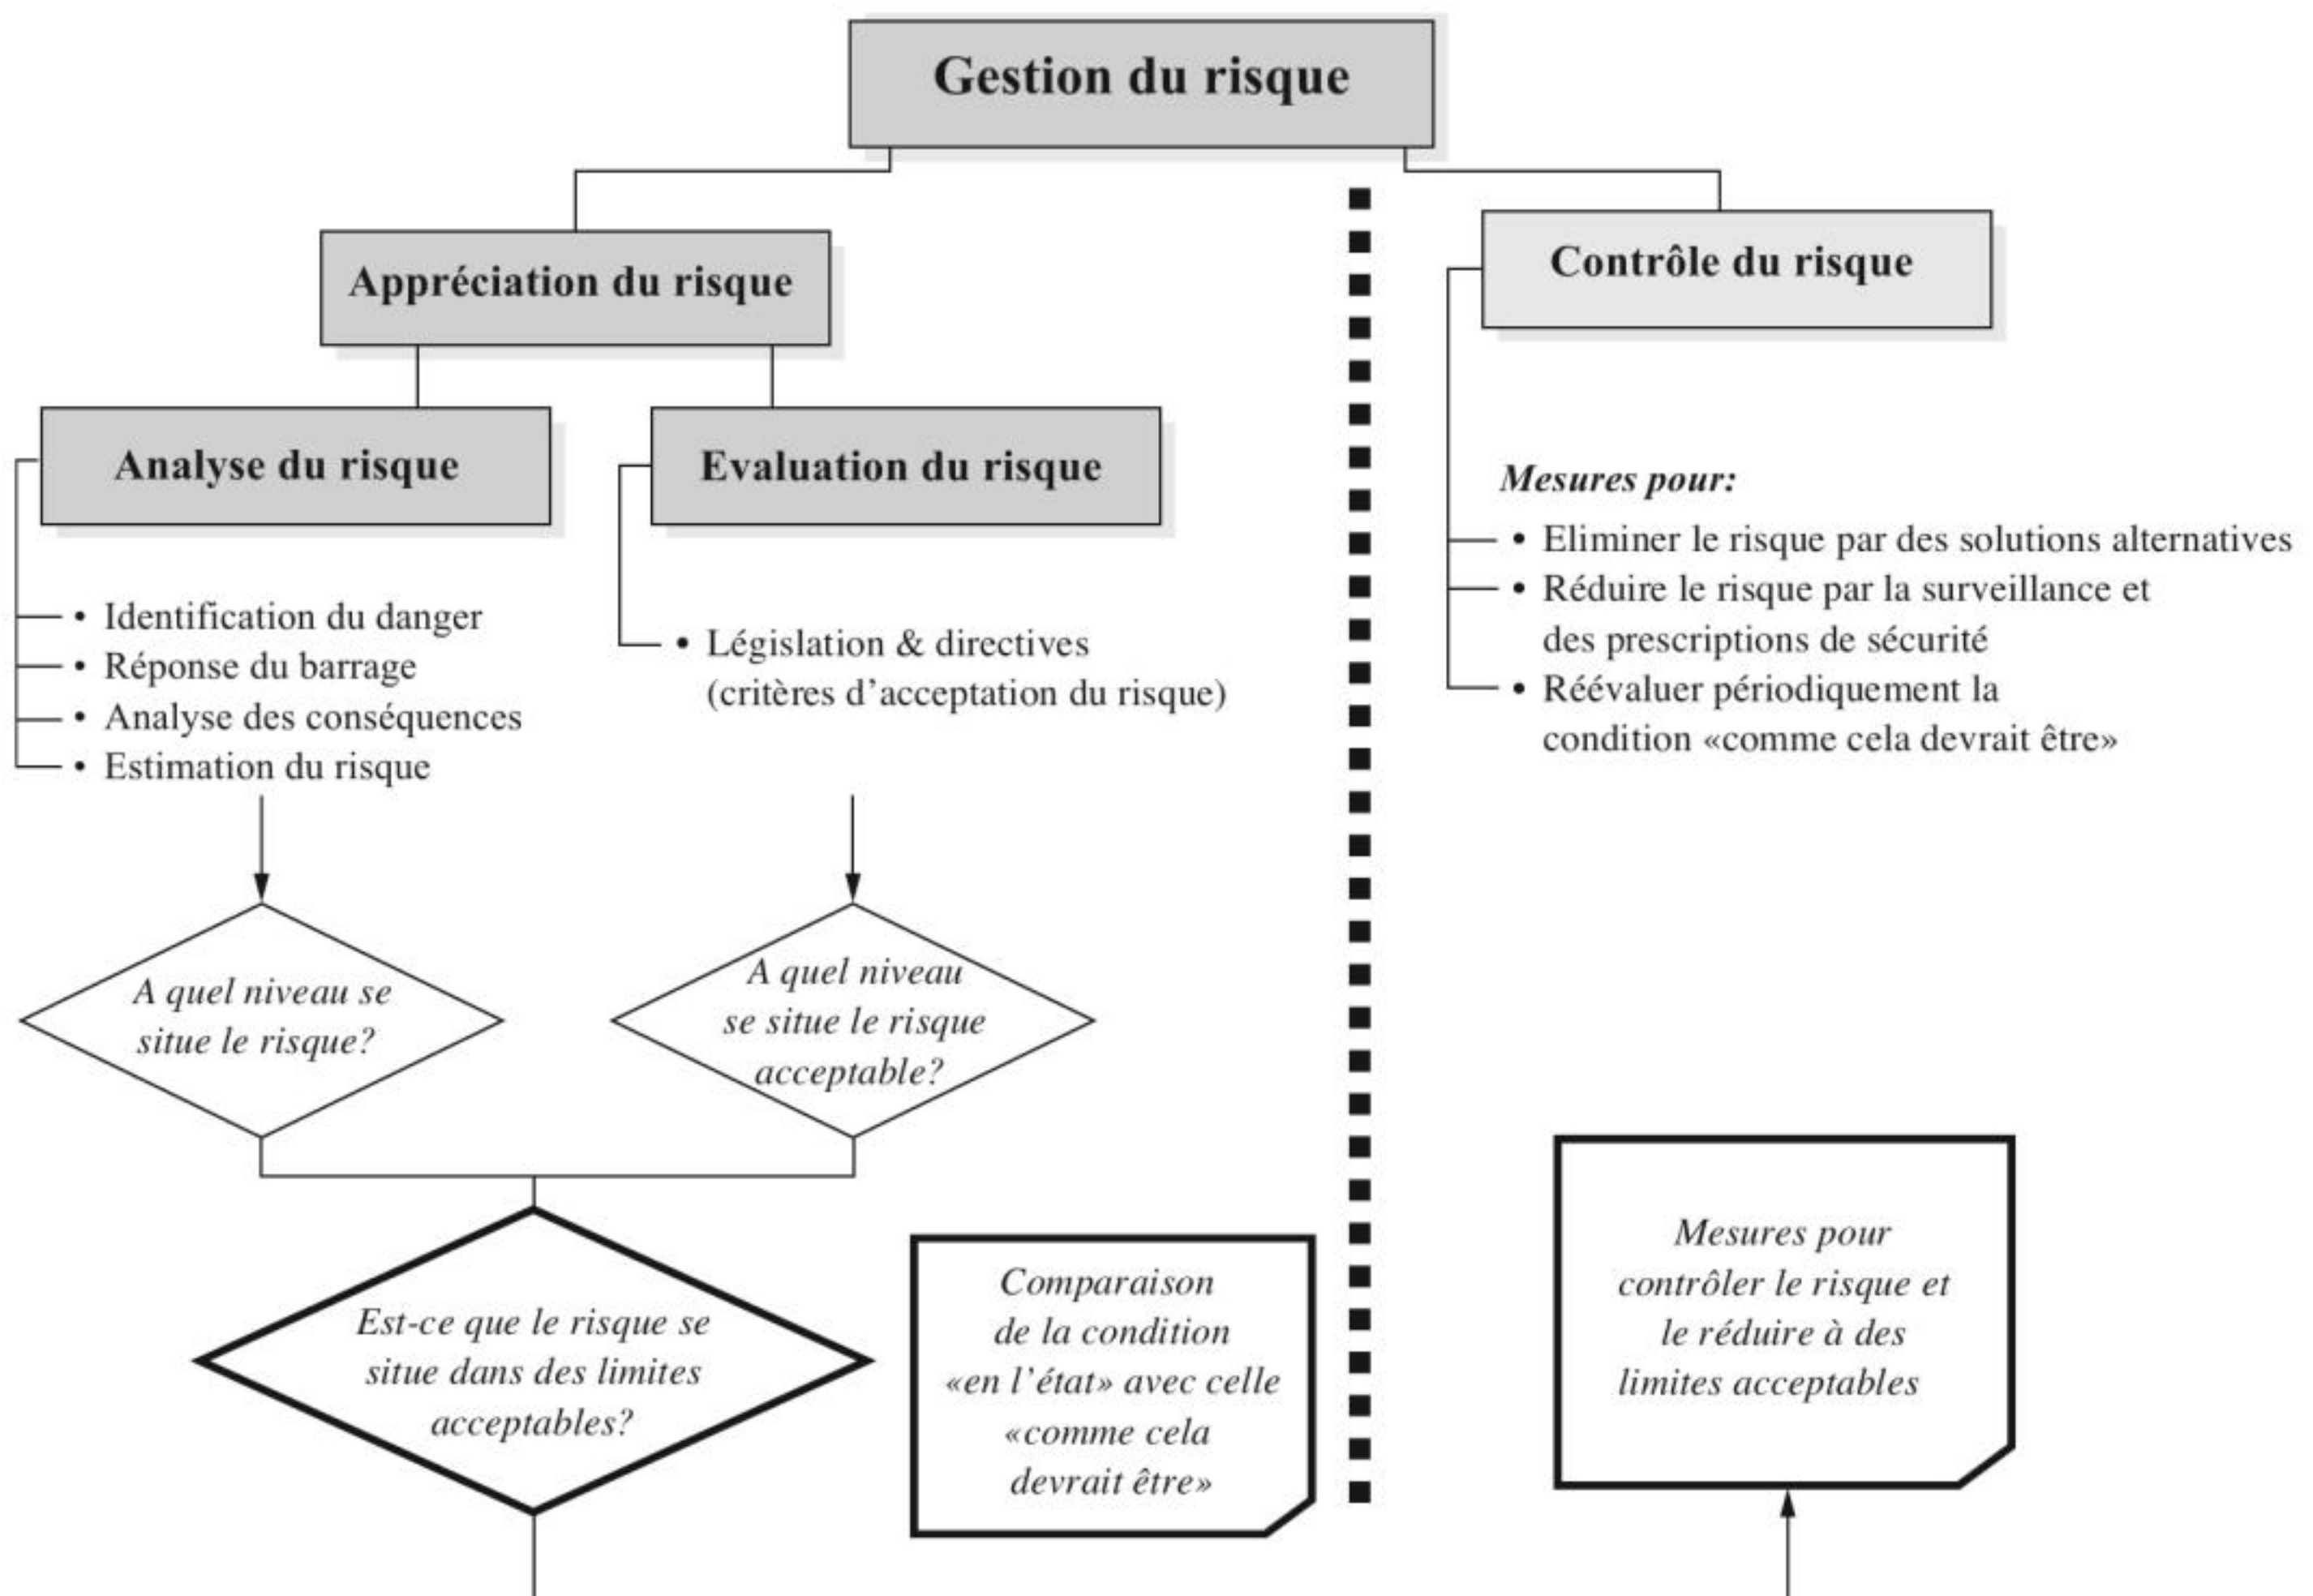 Gestion du risque
Appréciation du risque
Contrôle du risque
Analyse du risque
Evaluation du risque
Mesures pour:
• Eliminer le risque par des solutions alternatives
• Réduire le risque par la surveillance et
des prescriptions de sécurité
• Réévaluer périodiquement la
condition «comme cela devrait être»
• Identification du danger
• Réponse du barrage
• Analyse des conséquences
• Estimation du risque
• Législation & directives
(critères d’acceptation du risque)
A quel niveau se
situe le risque?
A quel niveau
se situe le risque
acceptable?
Est-ce que le risque se
situe dans des limites
acceptables?
Comparaison
de la condition
«en l’état» avec celle
«comme cela
devrait être»
Mesures pour
contrôler le risque et
le réduire à des
limites acceptables